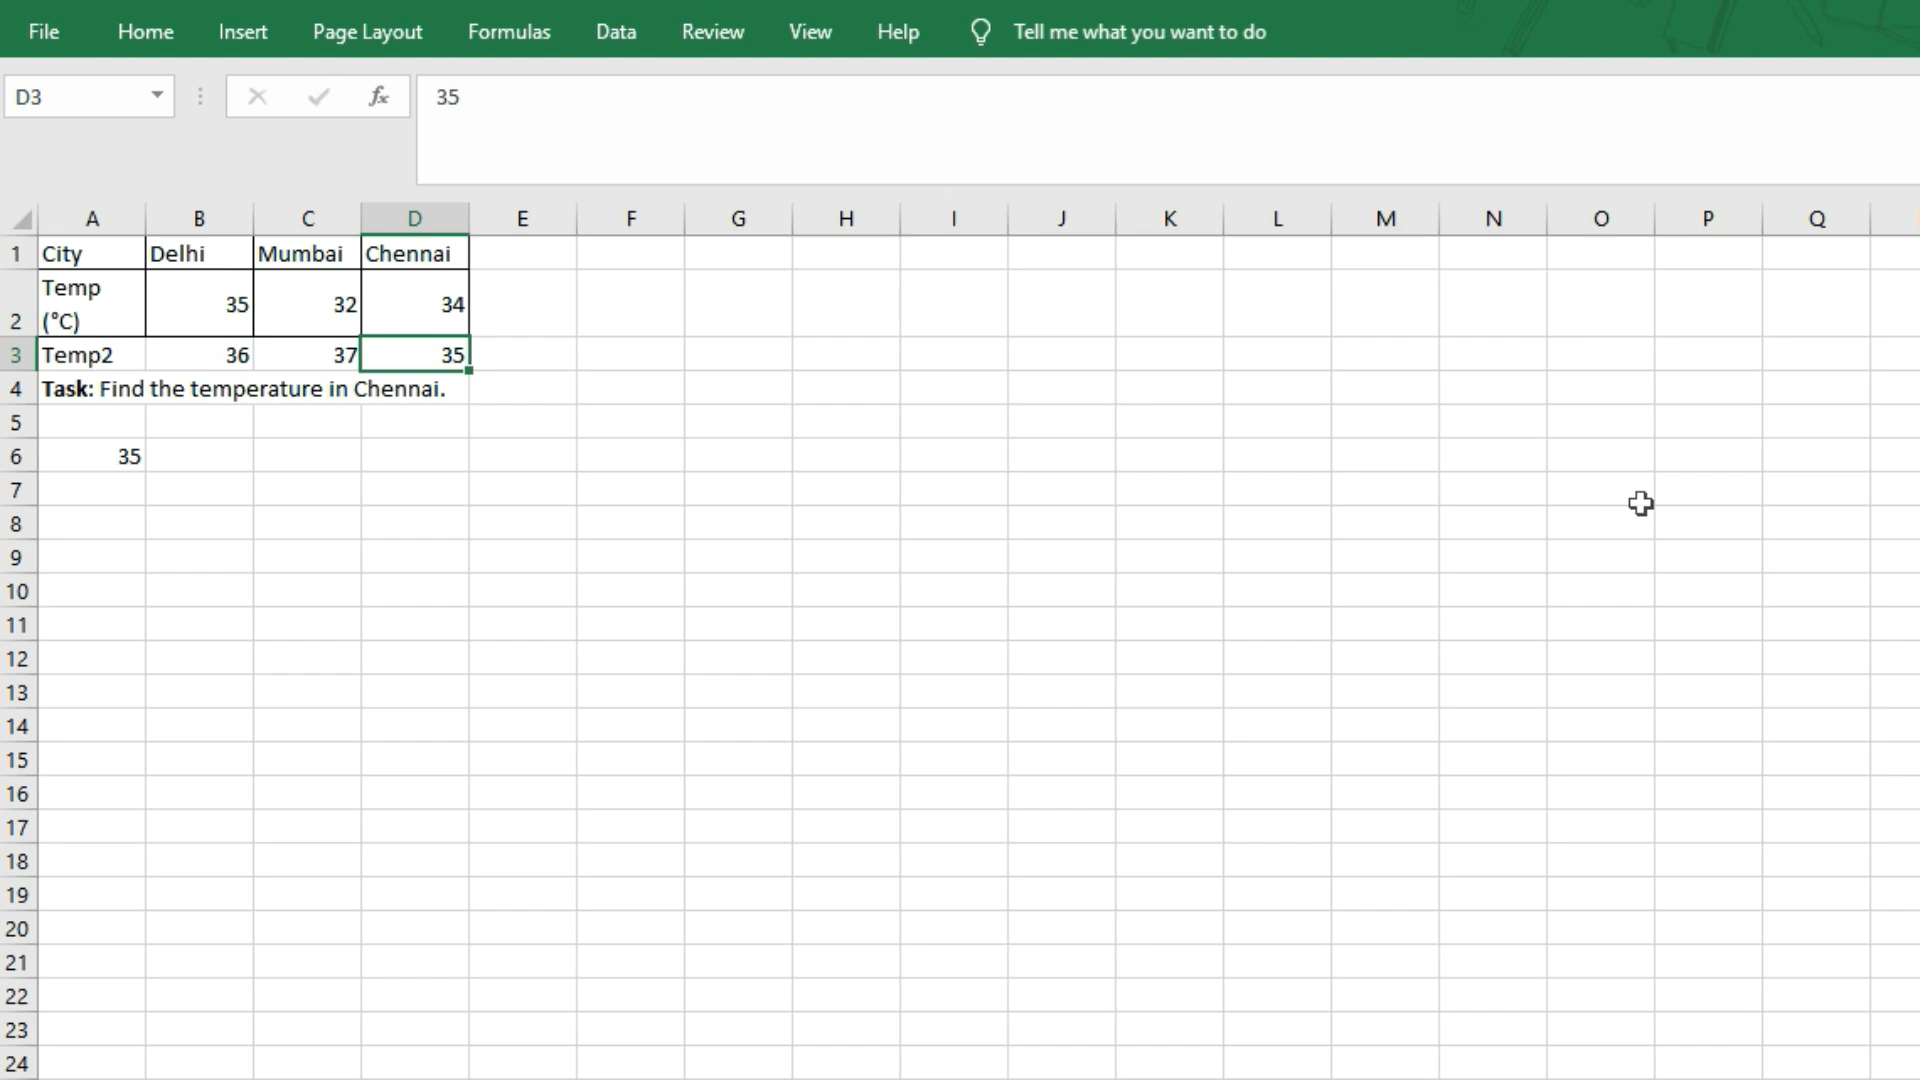 File Home Insert Page Layout Formulas Data Review View Help Tell me what you want to do
D3 fx 35
A B C D E F G H I J K L M N O P Q
1 City Delhi Mumbai Chennai
Temp
2 (°C) 35 32 34
3 Temp2 36 37 35
4 Task: Find the temperature in Chennai.
5
6 35
7
8
9
10
11
12
13
14
15
16
17
18
19
20
21
22
23
24